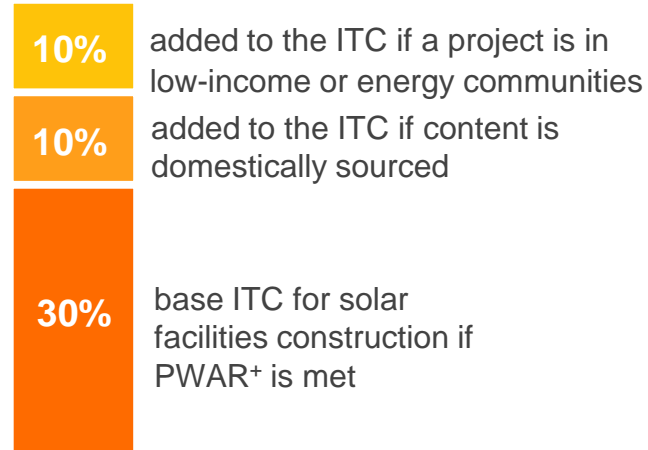 10%
added to the ITC if a project is in
low-income or energy communities
10%
added to the ITC if content is
domestically sourced
30%
base ITC for solar
facilities construction if
PWAR⁺ is met